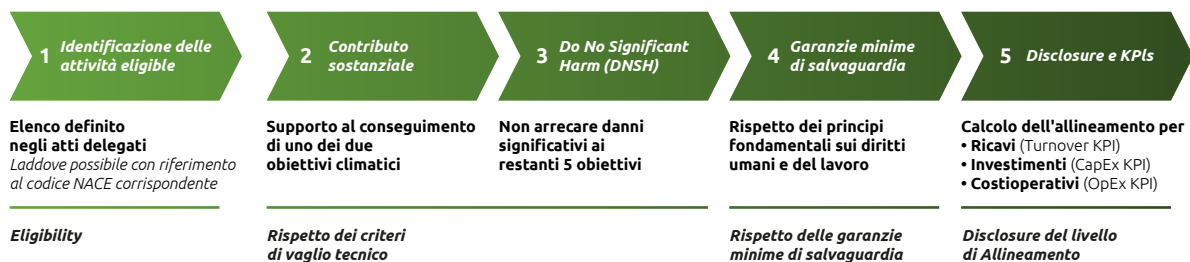 1 Identificazione delle
attività eligible
2 Contributo
sostanziale
3 Do No Significant
Harm (DNSH)
4 Garanzie minime
di salvaguardia
5 Disclosure e KPIs
Elenco definito
negli atti delegati
Laddove possibile con riferimento
al codice NACE corrispondente
Supporto al conseguimento
di uno dei due
obiettivi climatici
Non arrecare danni
significativi ai
restanti 5 obiettivi
Rispetto dei principi
fondamentali sui diritti
umani e del lavoro
Calcolo dell'allineamento per
• Ricavi (Turnover KPI)
• Investimenti (CapEx KPI)
• Costioperativi (OpEx KPI)
Eligibility
Rispetto dei criteri
di vaglio tecnico
Rispetto delle garanzie
minime di salvaguardia
Disclosure del livello
di Allineamento